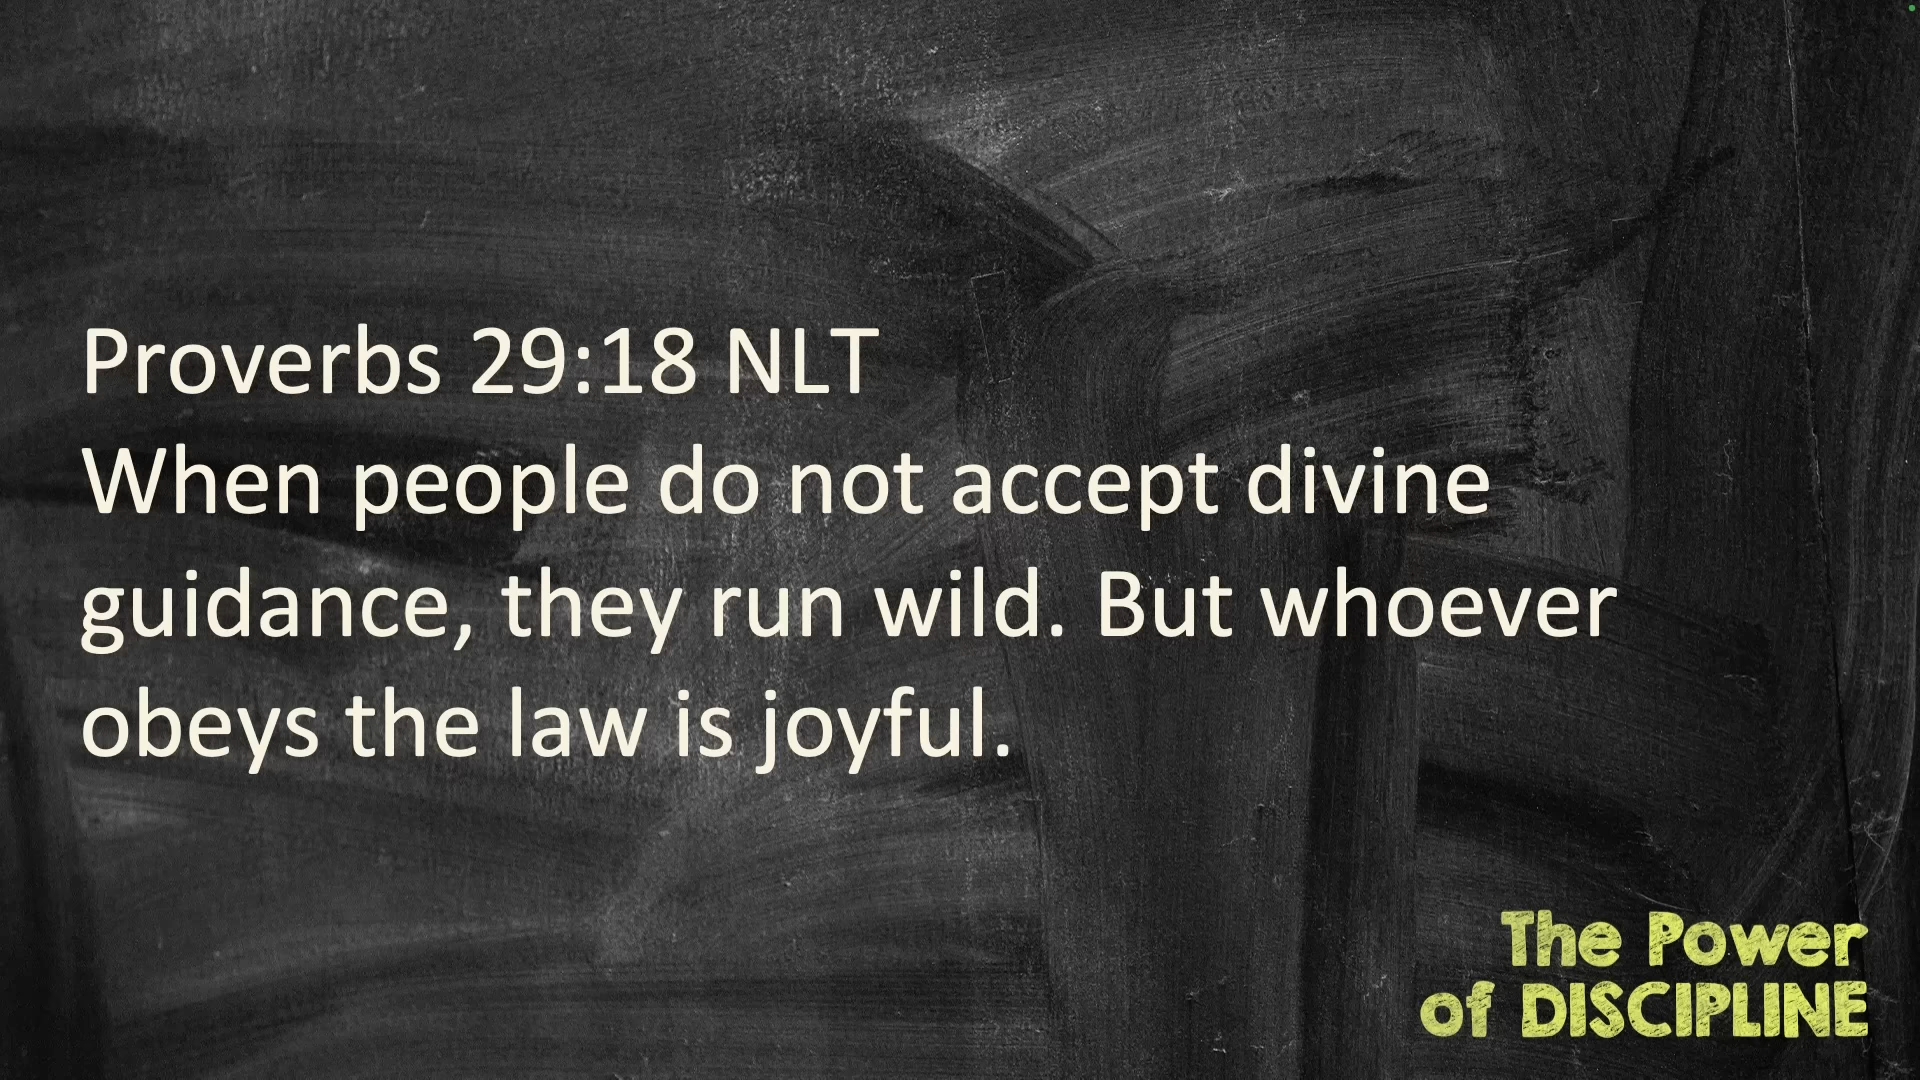 Proverbs 29:18 NLT
When people do not accept divine
guidance, they run wild. But whoever
obeys the law is joyful.
The Power
of DISCIPLINE